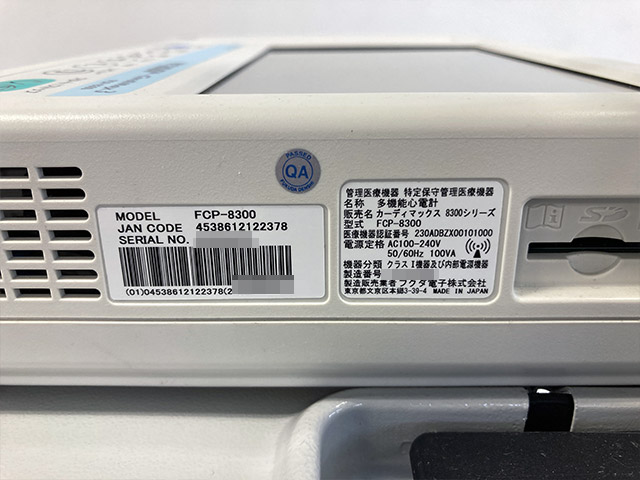 PASSED
QA
FUKUDA DENSHI
MODEL FCP-8300
JAN CODE 4538612122378
SERIAL NO.
(01)04538612122378(2
管理医療機器 特定保守管理医療機器
名称 多機能心電計
販売名 カーディマックス 8300シリーズ
型式 FCP-8300
医療機器認証番号 230ADBZX00101000
電源定格 AC100-240V
50/60Hz 100VA
機器分類 クラスⅠ機器及び内部電源機器
製造番号
製造販売業者 フクダ電子株式会社
東京都文京区本郷3-39-4 MADE IN JAPAN
SD